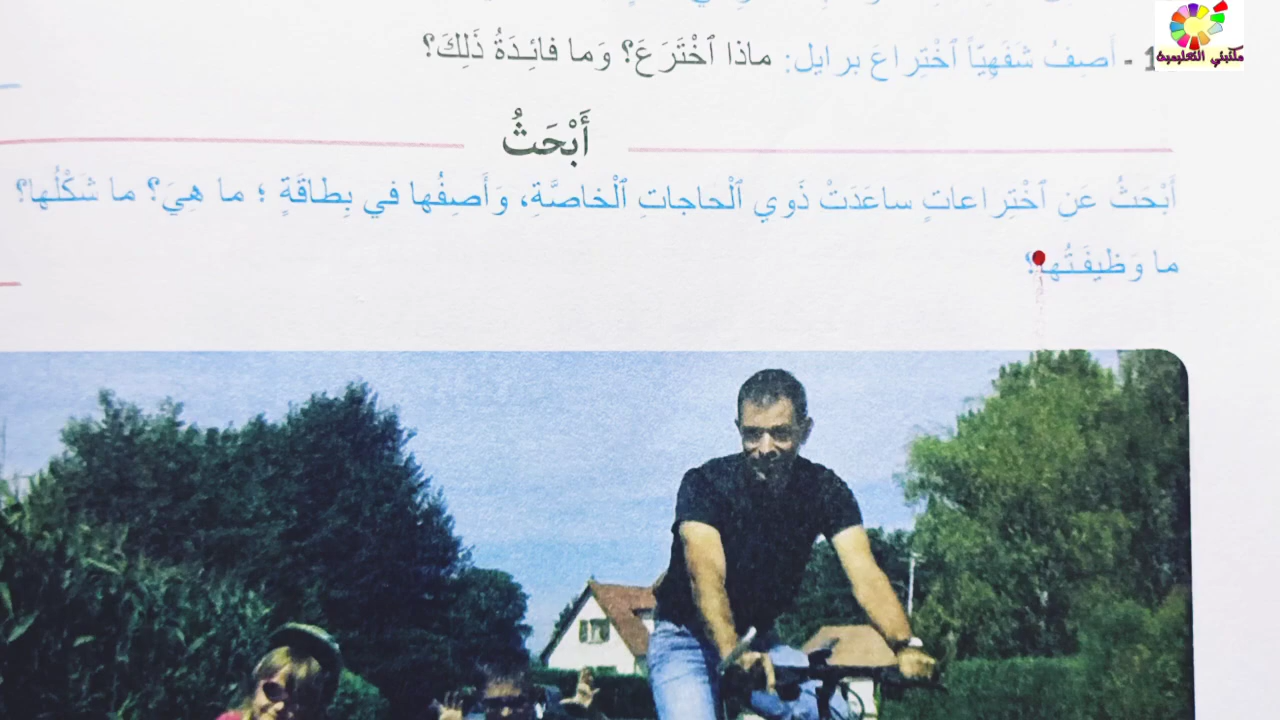 مكتبتي التعليمية
1 - أَصِفُ شَفَهِيّاً ٱخْتِراعَ برايل: ماذا ٱخْتَرَعَ؟ وَما فائِدَةُ ذَلِكَ؟
أَبْحَثُ
أَبْحَثُ عَنِ ٱخْتِراعاتٍ ساعَدَتْ ذَوي ٱلْحَاجاتِ ٱلْخاصَّةِ، وَأَصِفُها في بِطاقَةٍ ؛ ما هِيَ؟ ما شَكْلُها؟
ما وَظيفَتُها؟